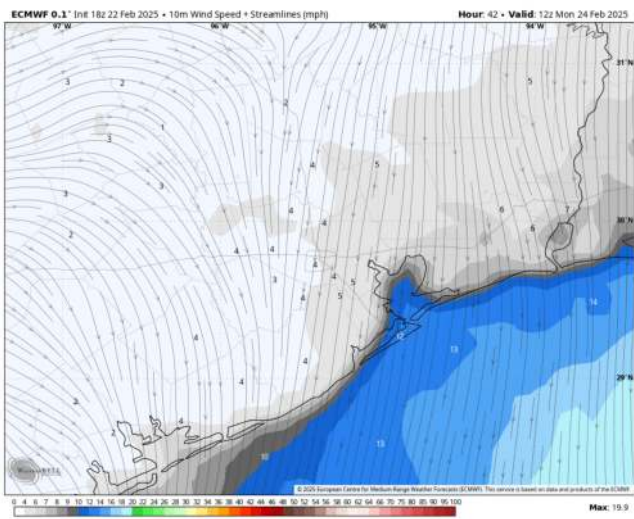 ECMWF 0.1° Init 18z 22 Feb 2025 • 10m Wind Speed + Streamlines (mph)
Hour: 42 • Valid: 12z Mon 24 Feb 2025
97°W 96°W 95°W 94°W
31°N
3 2 5
2
1
3
4 5
3
3
4 6 7
4 30°N
2 6
4 4
4
3 4 5
4 5
14
4 12
13
4 29°N
4
2
4
2
13
10
© 2025 European Centre for Medium-Range Weather Forecasts (ECMWF). This service is based on data and products of the ECMWF.
0 2 4 6 8 9 10 12 14 16 18 20 21 22 24 26 28 30 32 34 36 38 40 42 44 46 48 50 52 54 56 58 60 62 64 66 68 70 75 80 85 90 95 100
Max: 19.9